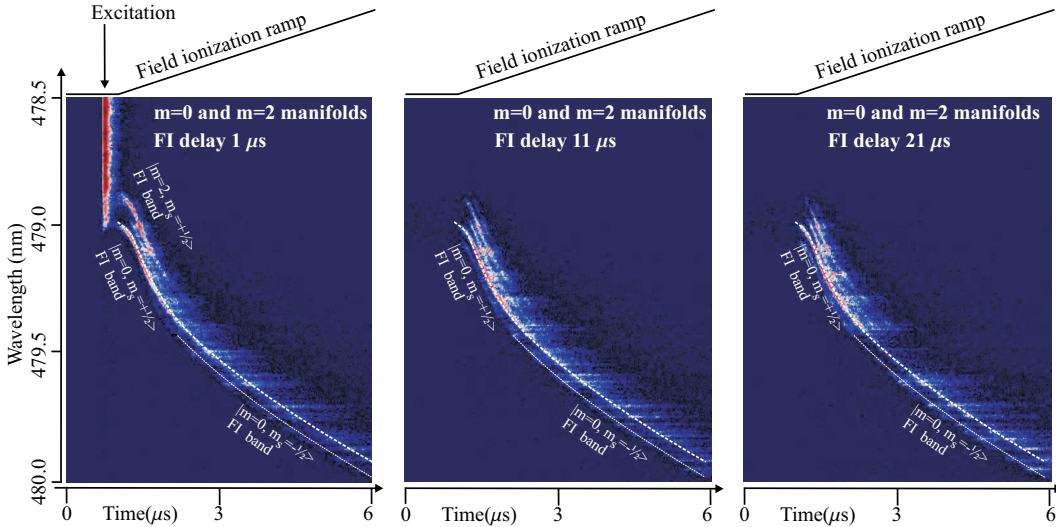 Excitation
Field ionization ramp
Field ionization ramp
Field ionization ramp
m=0 and m=2 manifolds
FI delay 1 μs
m=0 and m=2 manifolds
FI delay 11 μs
m=0 and m=2 manifolds
FI delay 21 μs
|m=2, mₛ=+½>
FI band
|m=0, mₛ=+½>
FI band
|m=0, mₛ=-½>
FI band
|m=0, mₛ=+½>
FI band
|m=0, mₛ=-½>
FI band
|m=0, mₛ=+½>
FI band
|m=0, mₛ=-½>
FI band
Wavelength (nm)
478.5
479.0
479.5
480.0
0 Time(μs) 3 6
0 Time(μs) 3 6
0 Time(μs) 3 6